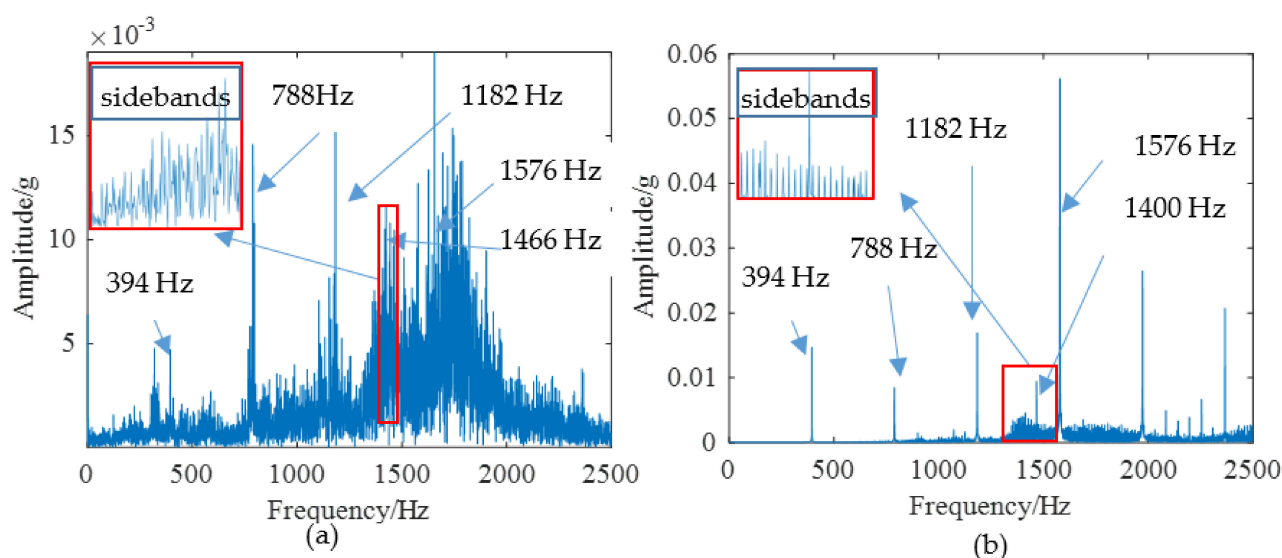 × 10⁻³
15
10
5
0
Amplitude/g
sidebands
788Hz
1182 Hz
1576 Hz
1466 Hz
394 Hz
0
500
1000
1500
2000
2500
Frequency/Hz
(a)
0.06
0.05
0.04
0.03
0.02
0.01
0
Amplitude/g
sidebands
1182 Hz
1576 Hz
1400 Hz
788 Hz
394 Hz
0
500
1000
1500
2000
2500
Frequency/Hz
(b)